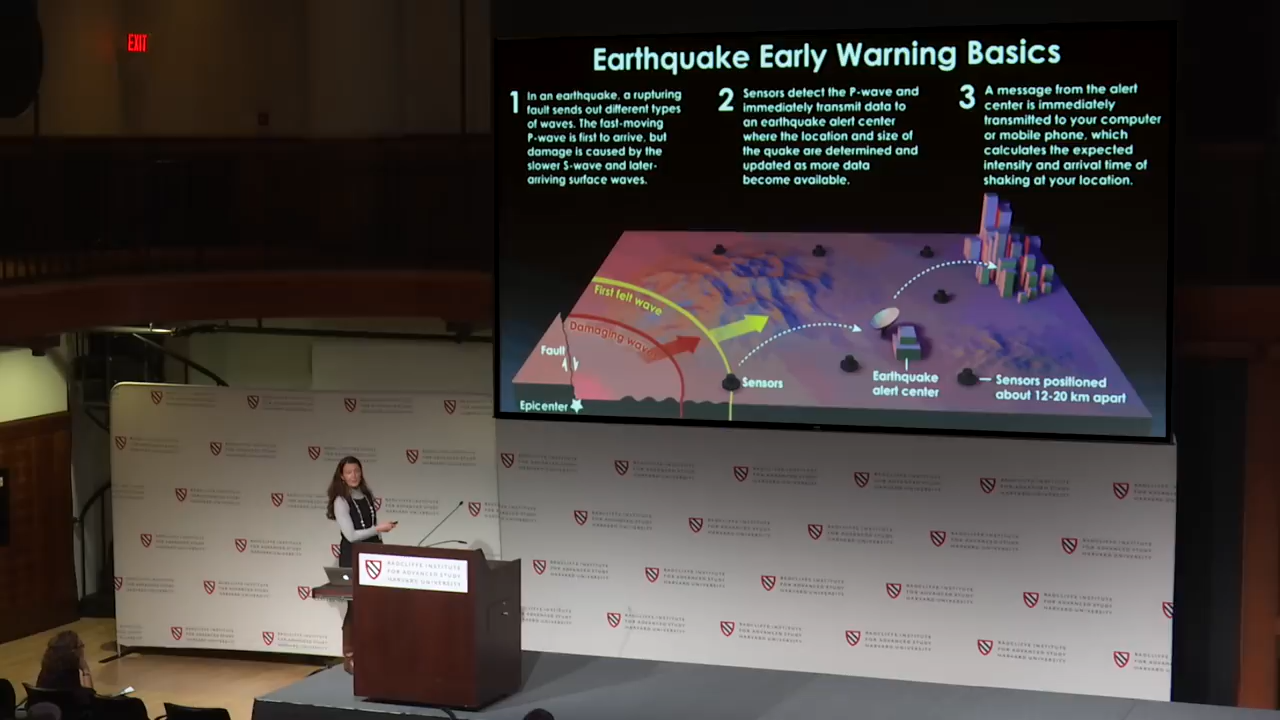 EXIT
Earthquake Early Warning Basics
1
In an earthquake, a rupturing
fault sends out different types
of waves. The fast-moving
P-wave is first to arrive, but
damage is caused by the
slower S-wave and later-
arriving surface waves.
2
Sensors detect the P-wave and
immediately transmit data to
an earthquake alert center
where the location and size of
the quake are determined and
updated as more data
become available.
3
A message from the alert
center is immediately
transmitted to your computer
or mobile phone, which
calculates the expected
intensity and arrival time of
shaking at your location.
First felt wave
Damaging wave
Fault
Epicenter
Sensors
Earthquake
alert center
Sensors positioned
about 12-20 km apart
RADCLIFFE INSTITUTE
FOR ADVANCED STUDY
HARVARD UNIVERSITY